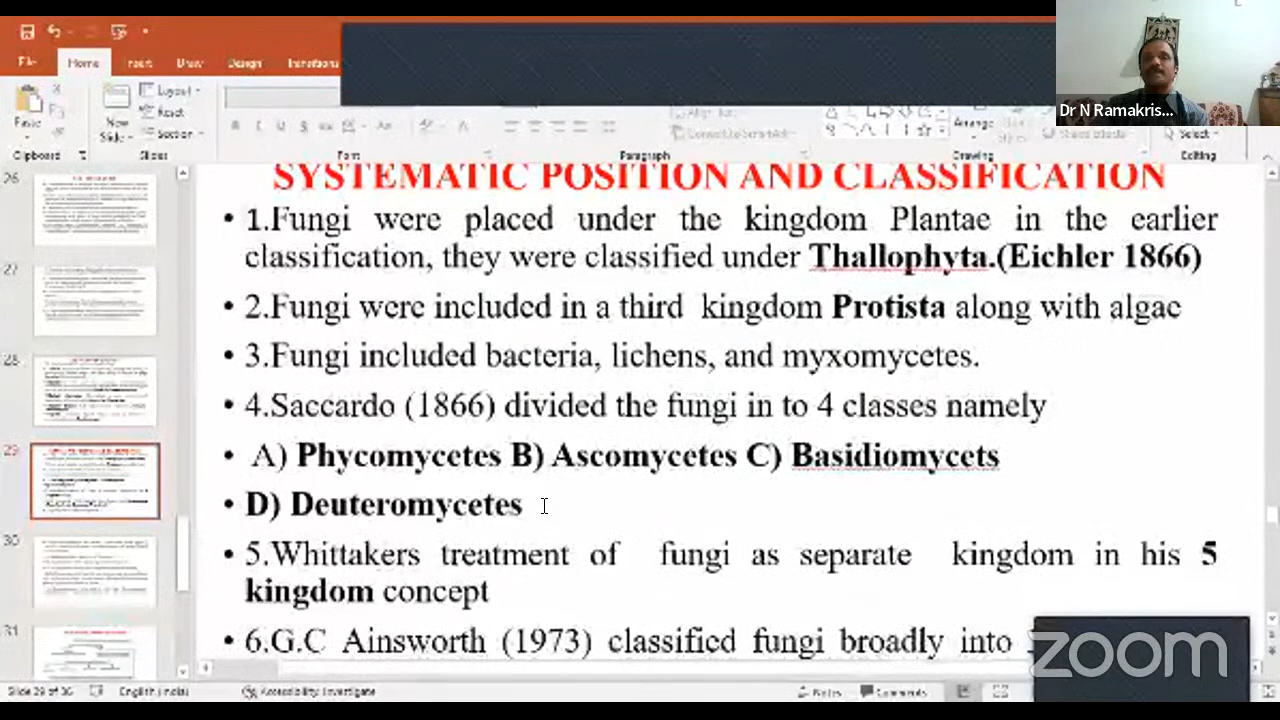 File Home Insert Draw Design Transitions
Paste
New
Slide
Layout
Reset
Section
Arrange
Select
Clipboard Slides Font Paragraph Drawing Editing
Dr N Ramakris...
SYSTEMATIC POSITION AND CLASSIFICATION
• 1.Fungi were placed under the kingdom Plantae in the earlier
classification, they were classified under Thallophyta.(Eichler 1866)
• 2.Fungi were included in a third kingdom Protista along with algae
• 3.Fungi included bacteria, lichens, and myxomycetes.
• 4.Saccardo (1866) divided the fungi in to 4 classes namely
• A) Phycomycetes B) Ascomycetes C) Basidiomycets
• D) Deuteromycetes
• 5.Whittakers treatment of fungi as separate kingdom in his 5
kingdom concept
• 6.G.C Ainsworth (1973) classified fungi broadly into
26
27
28
29
30
31
zoom
Slide 29 of 36 English (India) Accessibility: Investigate Notes Comments